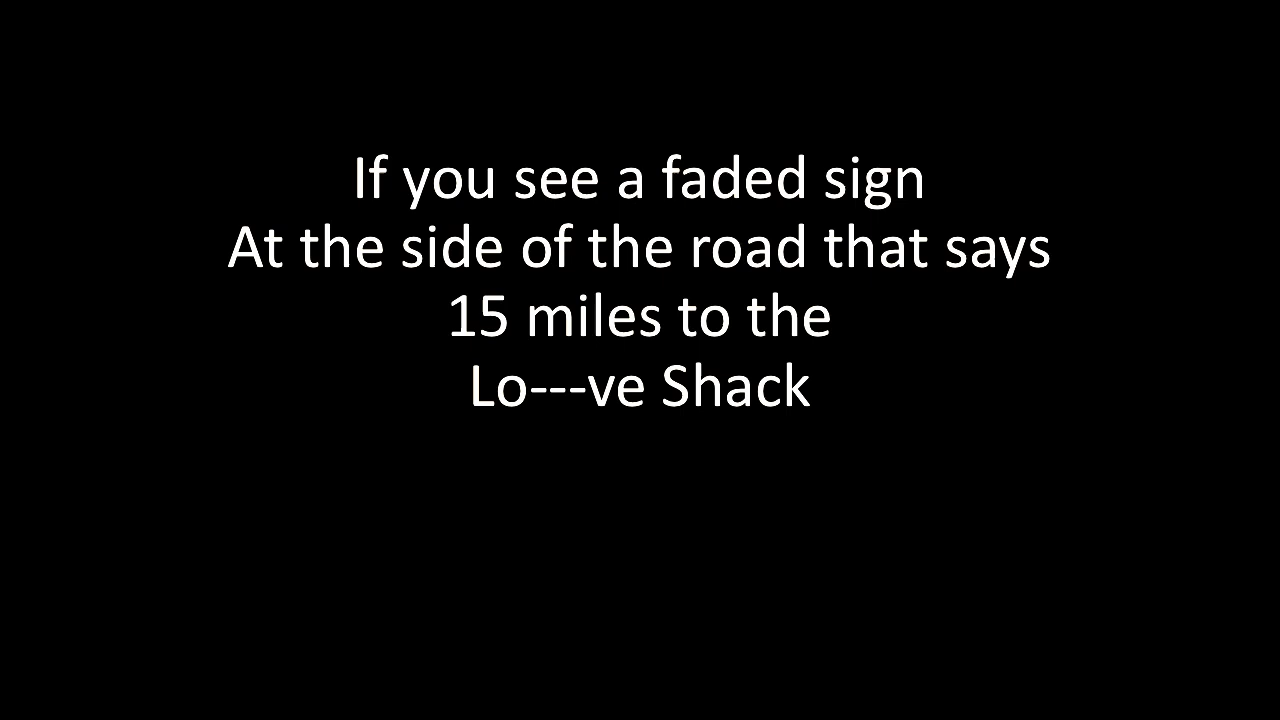 If you see a faded sign
At the side of the road that says
15 miles to the
Lo---ve Shack